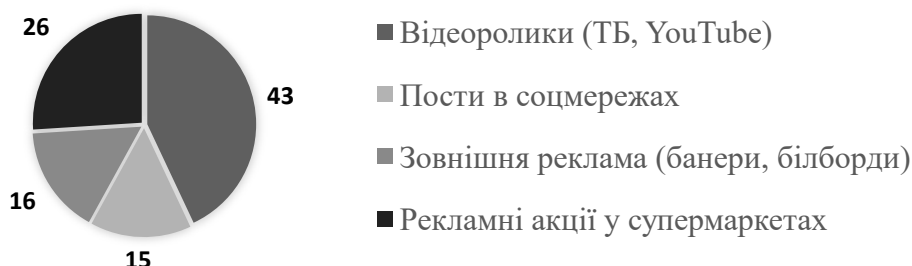 26
43
16
15
Відеоролики (ТБ, YouTube)
Пости в соцмережах
Зовнішня реклама (банери, білборди)
Рекламні акції у супермаркетах